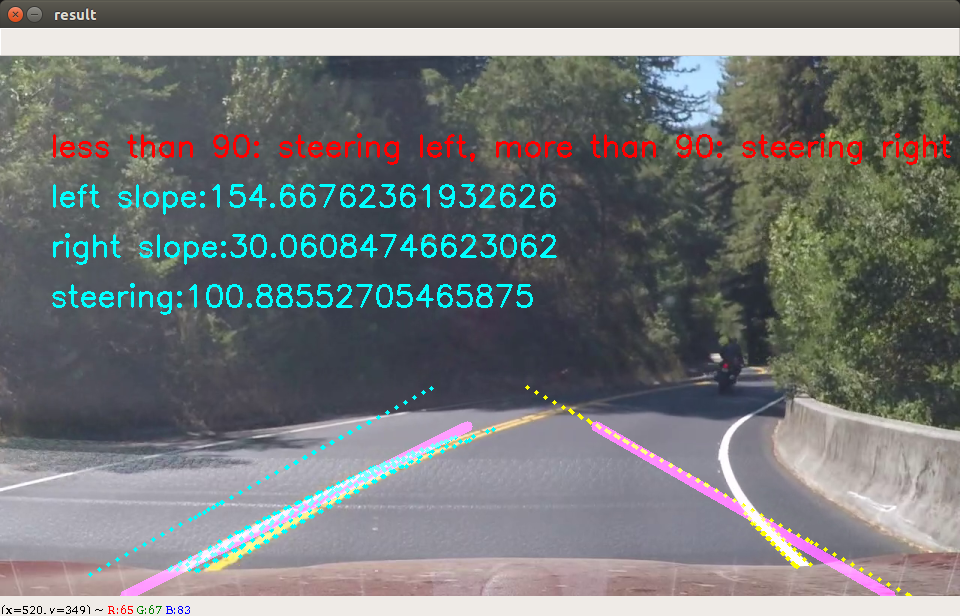 result
less than 90: steering left, more than 90: steering right
left slope:154.66762361932626
right slope:30.06084746623062
steering:100.88552705465875
(x=520, y=349) ~ R:65 G:67 B:83